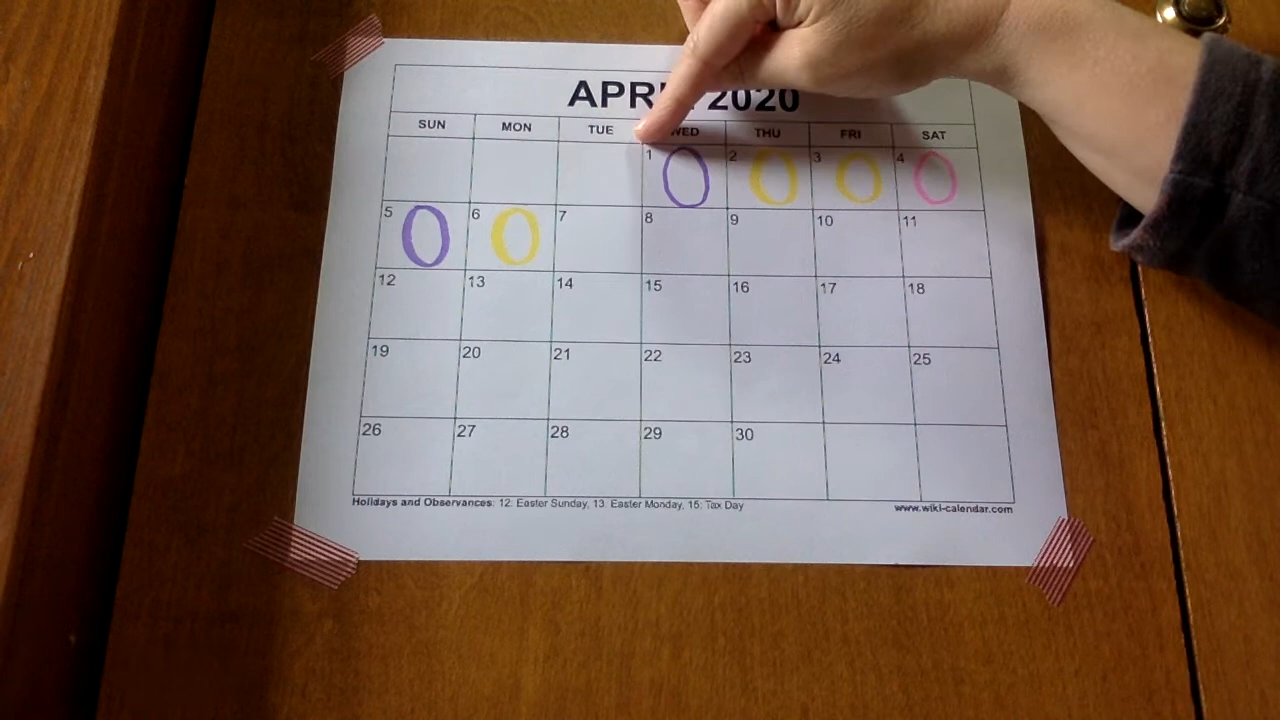 APR 2020
SUN MON TUE WED THU FRI SAT
1 2 3 4
5 6 7 8 9 10 11
12 13 14 15 16 17 18
19 20 21 22 23 24 25
26 27 28 29 30
Holidays and Observances: 12: Easter Sunday, 13: Easter Monday, 15: Tax Day www.wiki-calendar.com